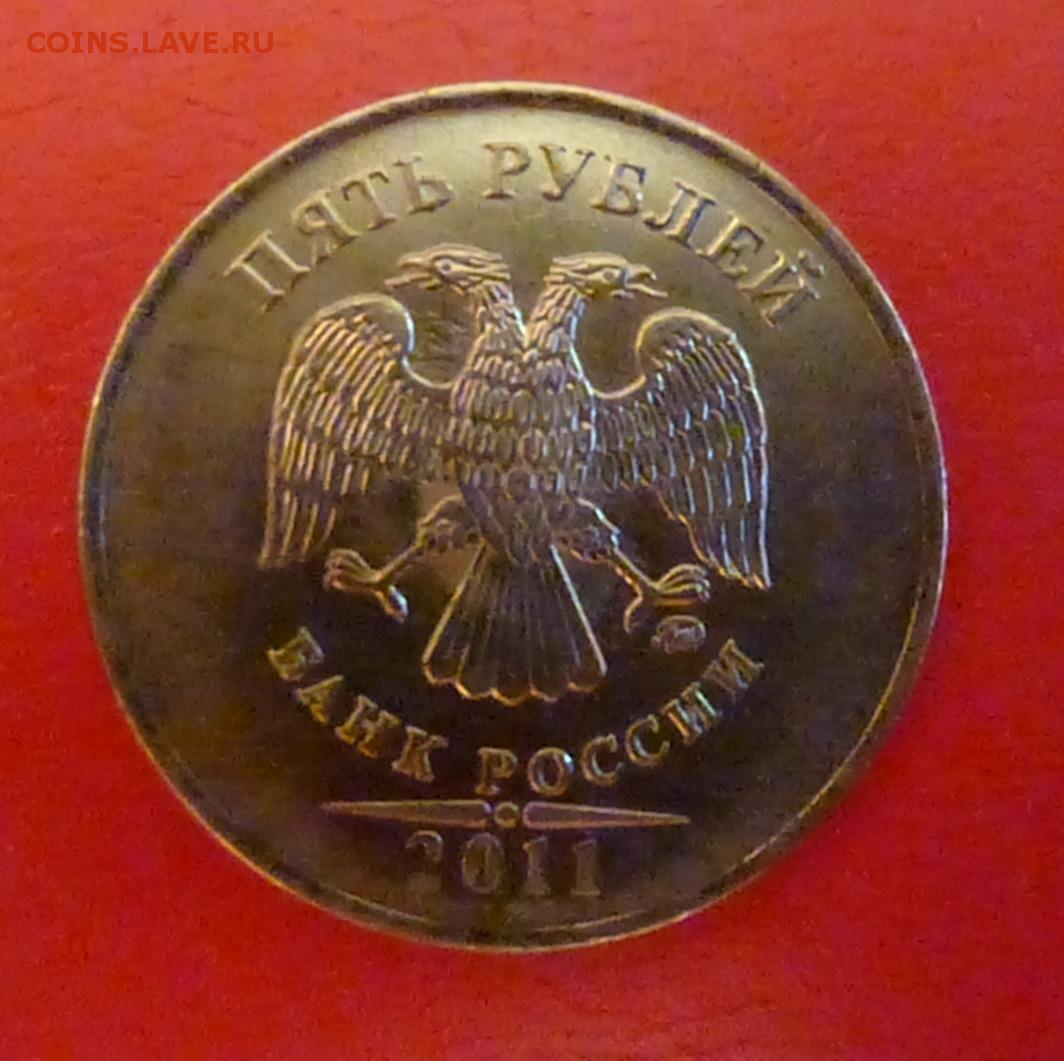 COINS.LAVE.RU
ПЯТЬ РУБЛЕЙ
БАНК РОССИИ
2011